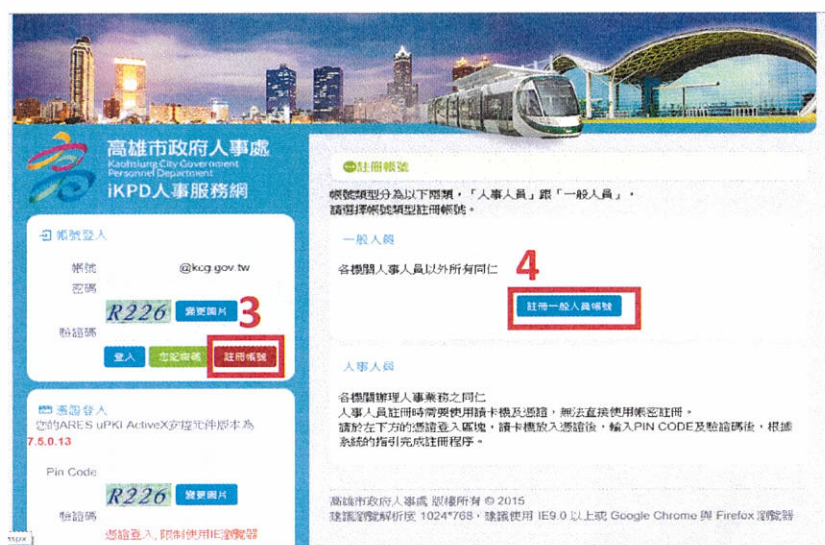 高雄市政府人事處
Kaohsiung City Government
Personnel Department
iKPD人事服務網
帳號登入
帳號 @kcg.gov.tw
密碼
R226 變更圖片
驗證碼
登入 忘記密碼 註冊帳號
3
憑證登入
您的ARES uPKI ActiveX安控元件版本為
7.5.0.13
Pin Code
R226 變更圖片
驗證碼
憑證登入, 限制使用IE瀏覽器
註冊帳號
帳號類型分為以下兩類，「人事人員」跟「一般人員」，
請選擇帳號類型註冊帳號。
一般人員
各機關人事人員以外所有同仁
4
註冊一般人員帳號
人事人員
各機關辦理人事業務之同仁
人事人員註冊時需要使用讀卡機及憑證，無法直接使用帳密註冊。
請於左下方的憑證登入區塊，讀卡機放入憑證後，輸入PIN CODE及驗證碼後，根據
系統的指引完成註冊程序。
高雄市政府人事處 版權所有 © 2015
建議瀏覽解析度 1024*768，建議使用 IE9.0 以上或 Google Chrome 與 Firefox 瀏覽器